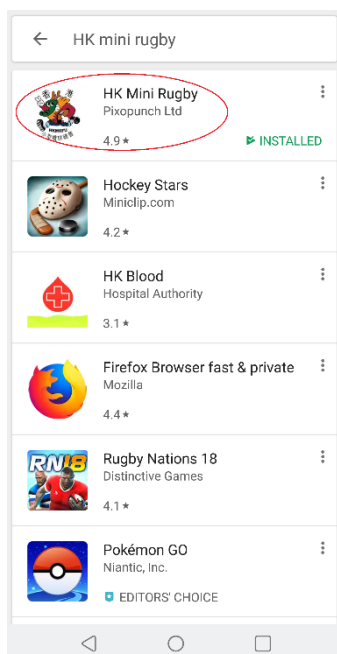 HK mini rugby
HK Mini Rugby
Pixopunch Ltd
4.9★
INSTALLED
Hockey Stars
Miniclip.com
4.2★
HK Blood
Hospital Authority
3.1★
Firefox Browser fast & private
Mozilla
4.4★
RN18
Rugby Nations 18
Distinctive Games
4.1★
Pokémon GO
Niantic, Inc.
EDITORS' CHOICE